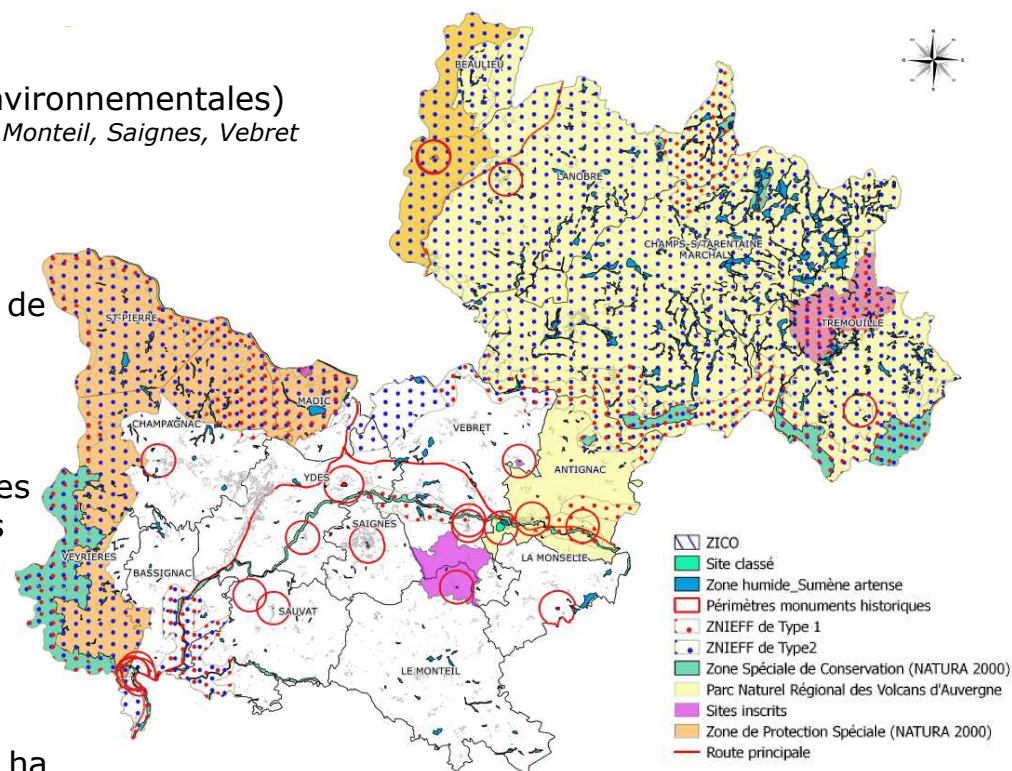 nvironnementales)
Monteil, Saignes, Vebret
de
es
s
ha
N
O
E
S
BEAULIEU
LANOBRE
CHAMPS-S/TARENTAINE
MARCHAL
TREMOUILLE
ST-PIERRE
MADIC
CHAMPAGNAC
VEBRET
YDES
ANTIGNAC
SAIGNES
VEYRIERES
BASSIGNAC
LA MONSELIE
SAUVAT
LE MONTEIL
ZICO
Site classé
Zone humide_Sumène artense
Périmètres monuments historiques
ZNIEFF de Type 1
ZNIEFF de Type2
Zone Spéciale de Conservation (NATURA 2000)
Parc Naturel Régional des Volcans d'Auvergne
Sites inscrits
Zone de Protection Spéciale (NATURA 2000)
Route principale